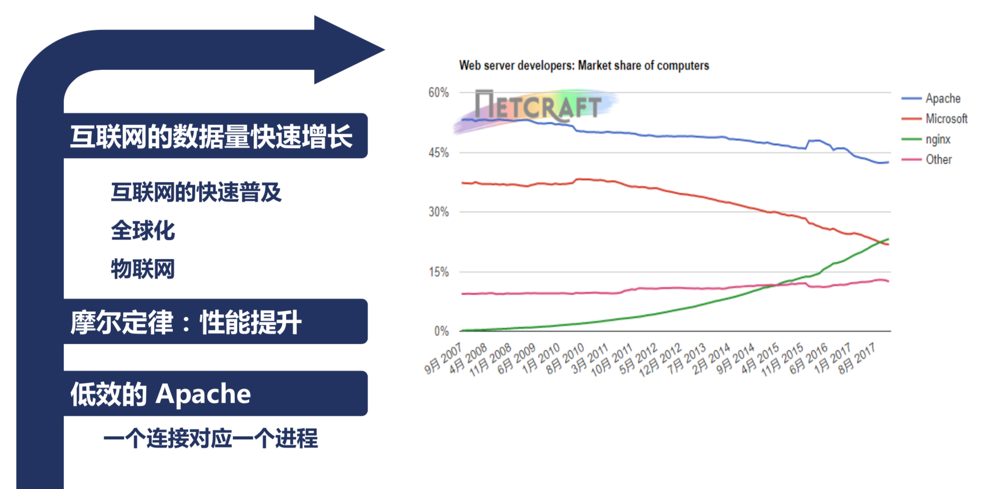 互联网的数据量快速增长
互联网的快速普及
全球化
物联网
摩尔定律：性能提升
低效的 Apache
一个连接对应一个进程
Web server developers: Market share of computers
NETCRAFT
60%
45%
30%
15%
0%
9月 2007
4月 2008
11月 2008
6月 2009
1月 2010
8月 2010
3月 2011
10月 2011
5月 2012
12月 2012
7月 2013
2月 2014
9月 2014
4月 2015
11月 2015
6月 2016
1月 2017
8月 2017
Apache
Microsoft
nginx
Other